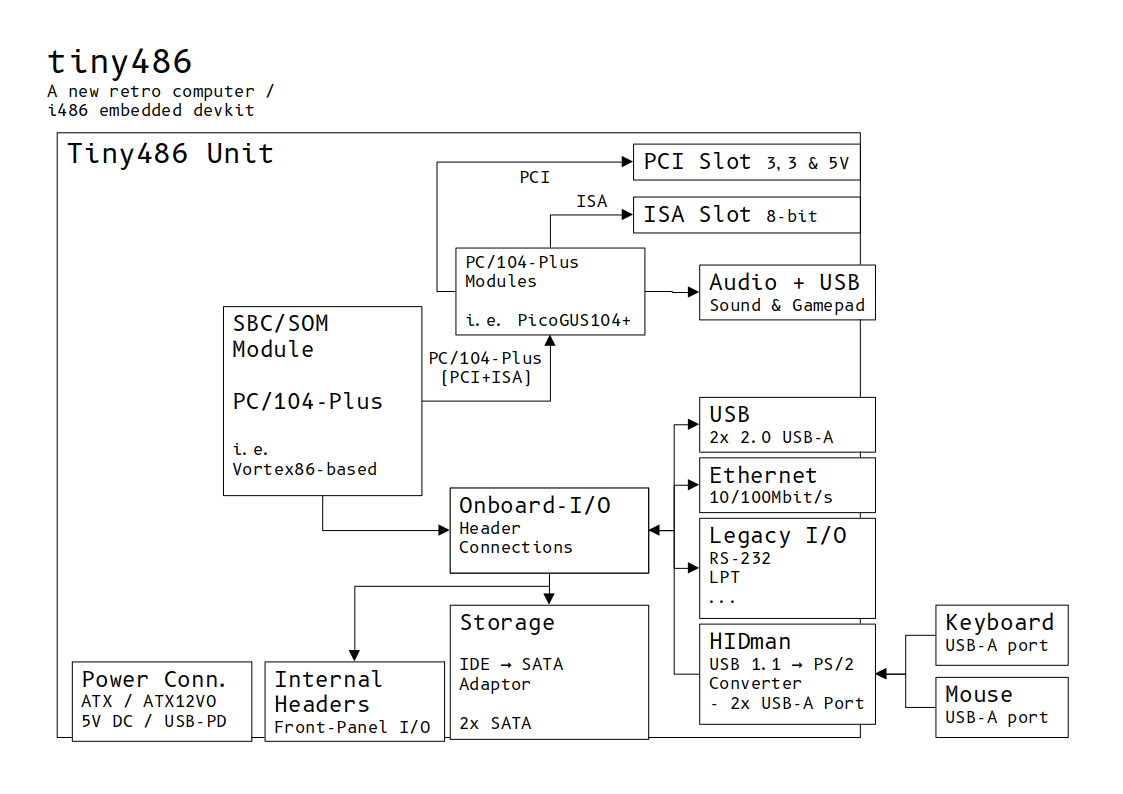 tiny486
A new retro computer /
i486 embedded devkit
Tiny486 Unit
PCI Slot 3,3 & 5V
PCI
ISA
ISA Slot 8-bit
PC/104-Plus
Modules
i.e. PicoGUS104+
Audio + USB
Sound & Gamepad
SBC/SOM
Module
PC/104-Plus
i.e.
Vortex86-based
PC/104-Plus
[PCI+ISA]
USB
2x 2.0 USB-A
Ethernet
10/100Mbit/s
Onboard-I/O
Header
Connections
Legacy I/O
RS-232
LPT
...
Storage
IDE → SATA
Adaptor
2x SATA
HIDman
USB 1.1 → PS/2
Converter
- 2x USB-A Port
Keyboard
USB-A port
Mouse
USB-A port
Power Conn.
ATX / ATX12VO
5V DC / USB-PD
Internal
Headers
Front-Panel I/O